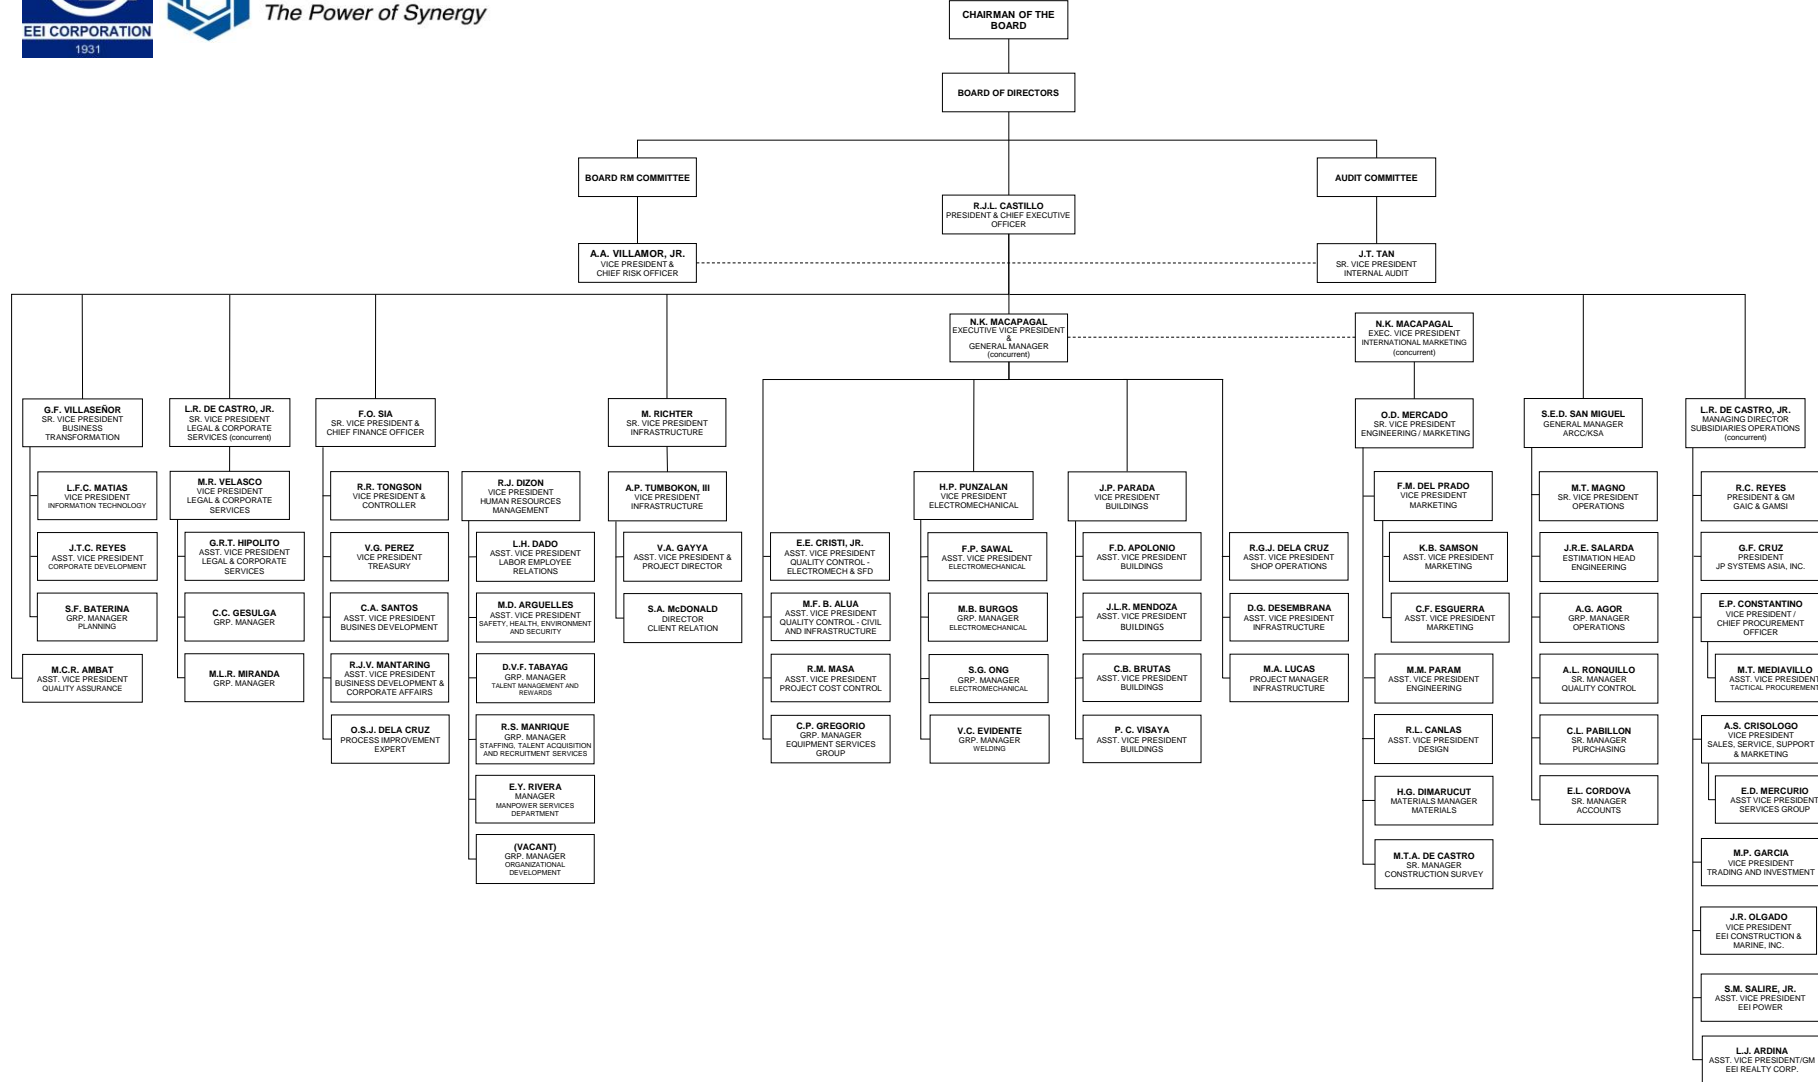 EEI CORPORATION
1931
The Power of Synergy
CHAIRMAN OF THE
BOARD
BOARD OF DIRECTORS
BOARD RM COMMITTEE
AUDIT COMMITTEE
R.J.L. CASTILLO
PRESIDENT & CHIEF EXECUTIVE
OFFICER
A.A. VILLAMOR, JR.
VICE PRESIDENT &
CHIEF RISK OFFICER
J.T. TAN
SR. VICE PRESIDENT
INTERNAL AUDIT
N.K. MACAPAGAL
EXECUTIVE VICE PRESIDENT
&
GENERAL MANAGER
(concurrent)
N.K. MACAPAGAL
EXEC. VICE PRESIDENT
INTERNATIONAL MARKETING
(concurrent)
G.F. VILLASEÑOR
SR. VICE PRESIDENT
BUSINESS
TRANSFORMATION
L.F.C. MATIAS
VICE PRESIDENT
INFORMATION TECHNOLOGY
J.T.C. REYES
ASST. VICE PRESIDENT
CORPORATE DEVELOPMENT
S.F. BATERINA
GRP. MANAGER
PLANNING
M.C.R. AMBAT
ASST. VICE PRESIDENT
QUALITY ASSURANCE
L.R. DE CASTRO, JR.
SR. VICE PRESIDENT
LEGAL & CORPORATE
SERVICES (concurrent)
M.R. VELASCO
VICE PRESIDENT
LEGAL & CORPORATE
SERVICES
G.R.T. HIPOLITO
ASST. VICE PRESIDENT
LEGAL & CORPORATE
SERVICES
C.C. GESULGA
GRP. MANAGER
M.L.R. MIRANDA
GRP. MANAGER
F.O. SIA
SR. VICE PRESIDENT &
CHIEF FINANCE OFFICER
R.R. TONGSON
VICE PRESIDENT &
CONTROLLER
V.G. PEREZ
VICE PRESIDENT
TREASURY
C.A. SANTOS
ASST. VICE PRESIDENT
BUSINES DEVELOPMENT
R.J.V. MANTARING
ASST. VICE PRESIDENT
BUSINESS DEVELOPMENT &
CORPORATE AFFAIRS
O.S.J. DELA CRUZ
PROCESS IMPROVEMENT
EXPERT
R.J. DIZON
VICE PRESIDENT
HUMAN RESOURCES
MANAGEMENT
L.H. DADO
ASST. VICE PRESIDENT
LABOR EMPLOYEE
RELATIONS
M.D. ARGUELLES
ASST. VICE PRESIDENT
SAFETY, HEALTH, ENVIRONMENT
AND SECURITY
D.V.F. TABAYAG
GRP. MANAGER
TALENT MANAGEMENT AND
REWARDS
R.S. MANRIQUE
GRP. MANAGER
STAFFING, TALENT ACQUISITION
AND RECRUITMENT SERVICES
E.Y. RIVERA
MANAGER
MANPOWER SERVICES
DEPARTMENT
(VACANT)
GRP. MANAGER
ORGANIZATIONAL
DEVELOPMENT
M. RICHTER
SR. VICE PRESIDENT
INFRASTRUCTURE
A.P. TUMBOKON, III
VICE PRESIDENT
INFRASTRUCTURE
V.A. GAYYA
ASST. VICE PRESIDENT &
PROJECT DIRECTOR
S.A. McDONALD
DIRECTOR
CLIENT RELATION
E.E. CRISTI, JR.
ASST. VICE PRESIDENT
QUALITY CONTROL -
ELECTROMECH & SFD
M.F. B. ALUA
ASST. VICE PRESIDENT
QUALITY CONTROL - CIVIL
AND INFRASTRUCTURE
R.M. MASA
ASST. VICE PRESIDENT
PROJECT COST CONTROL
C.P. GREGORIO
GRP. MANAGER
EQUIPMENT SERVICES
GROUP
H.P. PUNZALAN
VICE PRESIDENT
ELECTROMECHANICAL
F.P. SAWAL
ASST. VICE PRESIDENT
ELECTROMECHANICAL
M.B. BURGOS
GRP. MANAGER
ELECTROMECHANICAL
S.G. ONG
GRP. MANAGER
ELECTROMECHANICAL
V.C. EVIDENTE
GRP. MANAGER
WELDING
J.P. PARADA
VICE PRESIDENT
BUILDINGS
F.D. APOLONIO
ASST. VICE PRESIDENT
BUILDINGS
J.L.R. MENDOZA
ASST. VICE PRESIDENT
BUILDINGS
C.B. BRUTAS
ASST. VICE PRESIDENT
BUILDINGS
P. C. VISAYA
ASST. VICE PRESIDENT
BUILDINGS
R.G.J. DELA CRUZ
ASST. VICE PRESIDENT
SHOP OPERATIONS
D.G. DESEMBRANA
ASST. VICE PRESIDENT
INFRASTRUCTURE
M.A. LUCAS
PROJECT MANAGER
INFRASTRUCTURE
O.D. MERCADO
SR. VICE PRESIDENT
ENGINEERING / MARKETING
F.M. DEL PRADO
VICE PRESIDENT
MARKETING
K.B. SAMSON
ASST. VICE PRESIDENT
MARKETING
C.F. ESGUERRA
ASST. VICE PRESIDENT
MARKETING
M.M. PARAM
ASST. VICE PRESIDENT
ENGINEERING
R.L. CANLAS
ASST. VICE PRESIDENT
DESIGN
H.G. DIMARUCUT
MATERIALS MANAGER
MATERIALS
M.T.A. DE CASTRO
SR. MANAGER
CONSTRUCTION SURVEY
S.E.D. SAN MIGUEL
GENERAL MANAGER
ARCC/KSA
M.T. MAGNO
SR. VICE PRESIDENT
OPERATIONS
J.R.E. SALARDA
ESTIMATION HEAD
ENGINEERING
A.G. AGOR
GRP. MANAGER
OPERATIONS
A.L. RONQUILLO
SR. MANAGER
QUALITY CONTROL
C.L. PABILLON
SR. MANAGER
PURCHASING
E.L. CORDOVA
SR. MANAGER
ACCOUNTS
L.R. DE CASTRO, JR.
MANAGING DIRECTOR
SUBSIDIARIES OPERATIONS
(concurrent)
R.C. REYES
PRESIDENT & GM
GAIC & GAMSI
G.F. CRUZ
PRESIDENT
JP SYSTEMS ASIA, INC.
E.P. CONSTANTINO
VICE PRESIDENT /
CHIEF PROCUREMENT
OFFICER
M.T. MEDIAVILLO
ASST. VICE PRESIDENT
TACTICAL PROCUREMENT
A.S. CRISOLOGO
VICE PRESIDENT
SALES, SERVICE, SUPPORT
& MARKETING
E.D. MERCURIO
ASST VICE PRESIDENT
SERVICES GROUP
M.P. GARCIA
VICE PRESIDENT
TRADING AND INVESTMENT
J.R. OLGADO
VICE PRESIDENT
EEI CONSTRUCTION &
MARINE, INC.
S.M. SALIRE, JR.
ASST. VICE PRESIDENT
EEI POWER
L.J. ARDINA
ASST. VICE PRESIDENT/GM
EEI REALTY CORP.